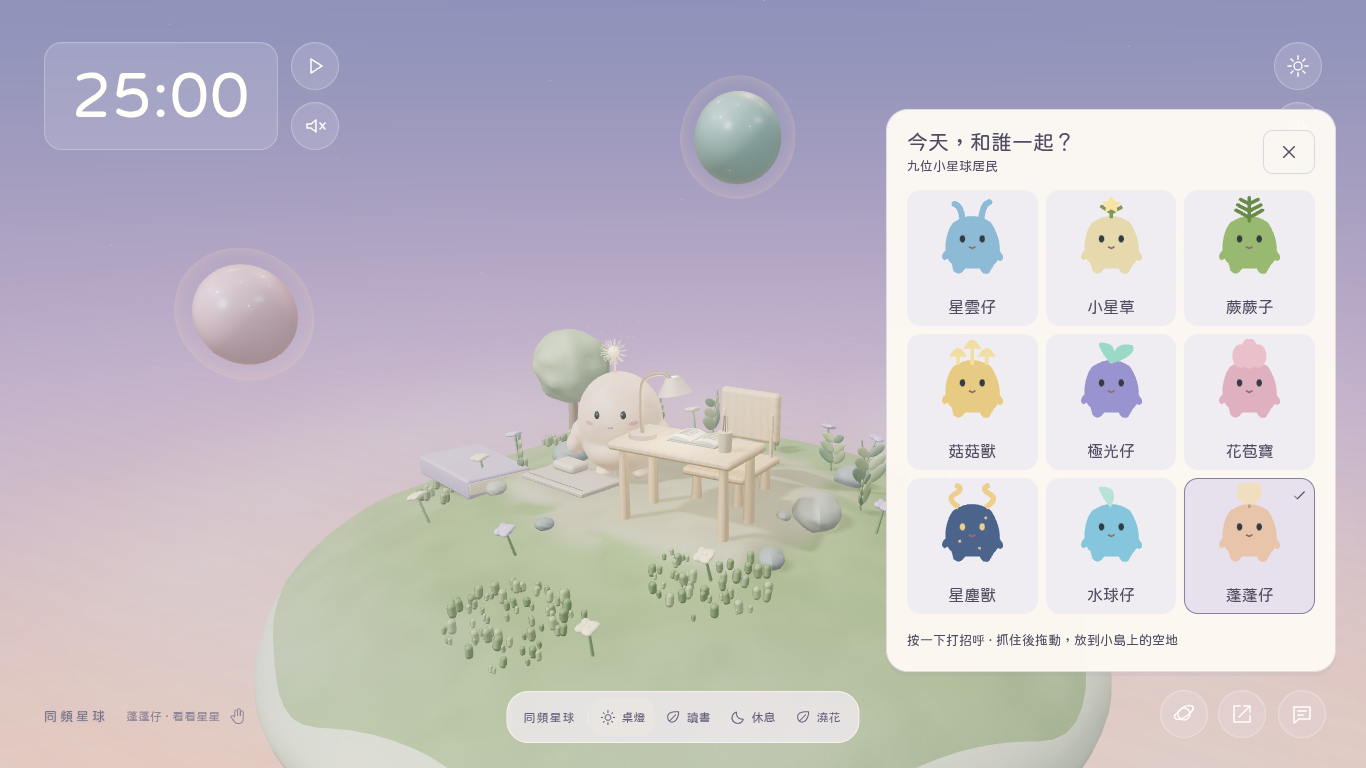 25:00
今天，和誰一起？
九位小星球居民
星雲仔
小星草
蕨蕨子
菇菇獸
極光仔
花苞寶
星塵獸
水球仔
蓬蓬仔
按一下打招呼 · 抓住後拖動，放到小島上的空地
同頻星球
蓬蓬仔 · 看看星星
同頻星球
桌燈
讀書
休息
澆花